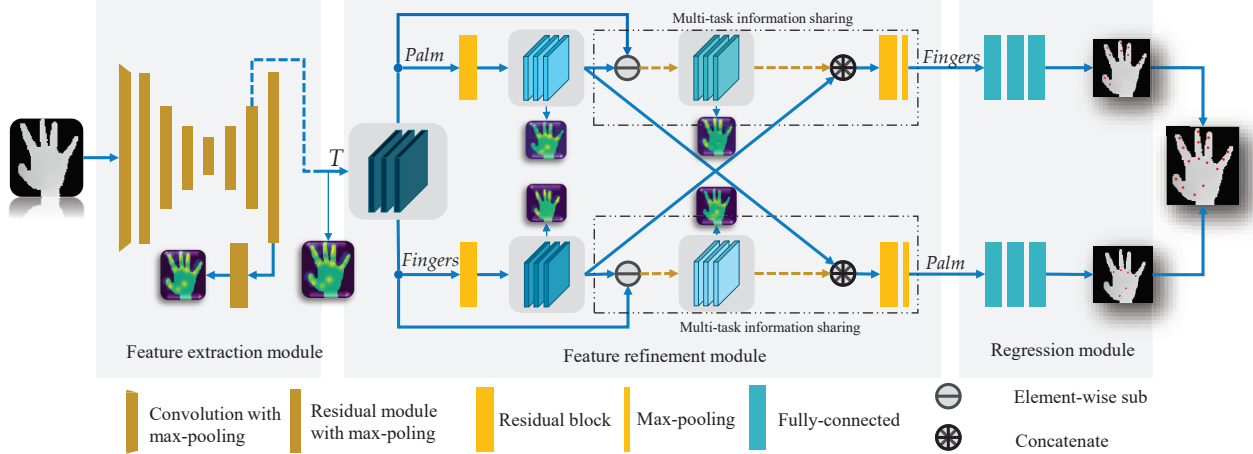 Multi-task information sharing
Palm
Fingers
T
Fingers
Palm
Multi-task information sharing
Feature extraction module
Feature refinement module
Regression module
Convolution with
max-pooling
Residual module
with max-poling
Residual block
Max-pooling
Fully-connected
Element-wise sub
Concatenate